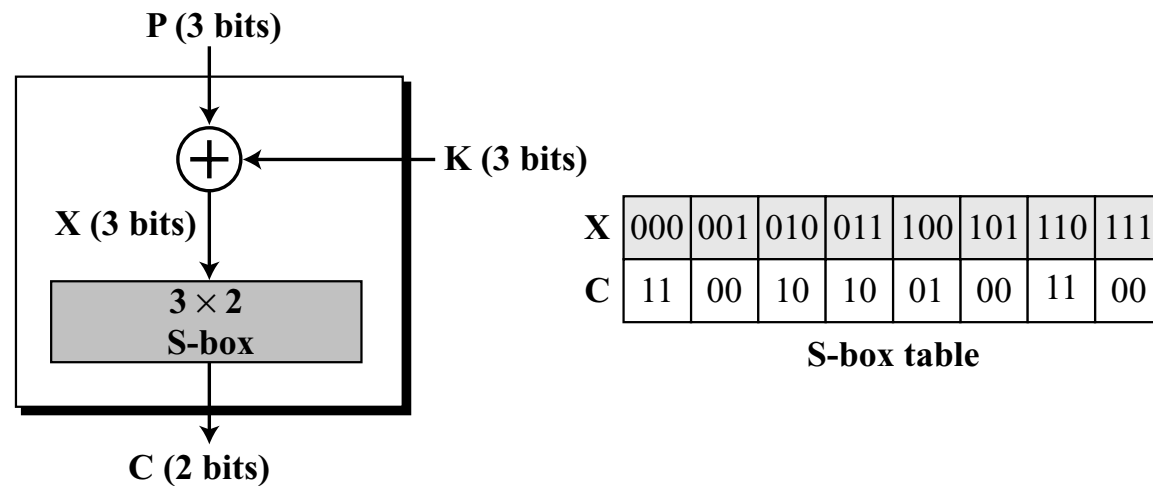 P (3 bits)
K (3 bits)
X (3 bits)
3 × 2
S-box
C (2 bits)
X 000 001 010 011 100 101 110 111
C 11 00 10 10 01 00 11 00
S-box table